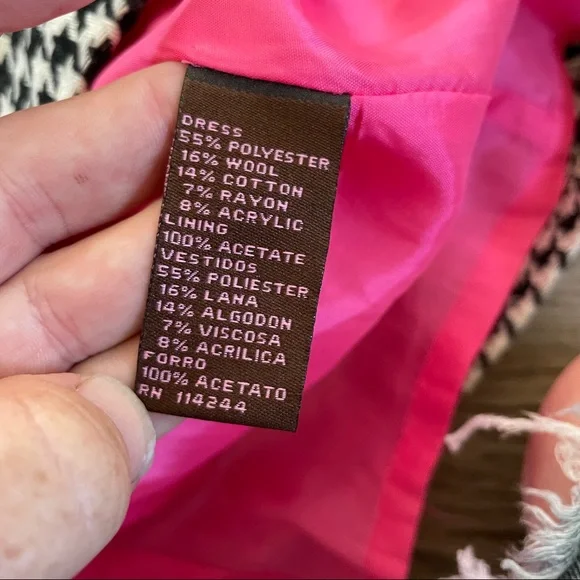 DRESS
55% POLYESTER
16% WOOL
14% COTTON
7% RAYON
8% ACRYLIC
LINING
100% ACETATE
VESTIDOS
55% POLIESTER
16% LANA
14% ALGODON
7% VISCOSA
8% ACRILICA
FORRO
100% ACETATO
RN 114244